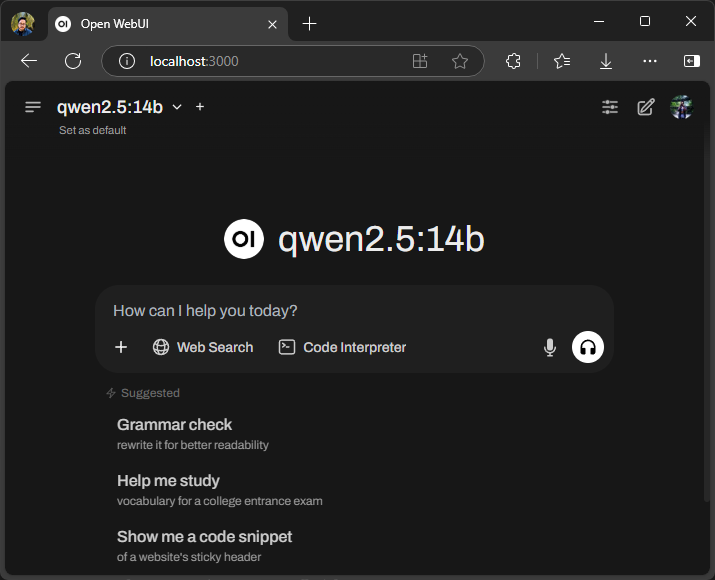 Open WebUI
localhost:3000
qwen2.5:14b
Set as default
OI qwen2.5:14b
How can I help you today?
Web Search Code Interpreter
Suggested
Grammar check
rewrite it for better readability
Help me study
vocabulary for a college entrance exam
Show me a code snippet
of a website's sticky header